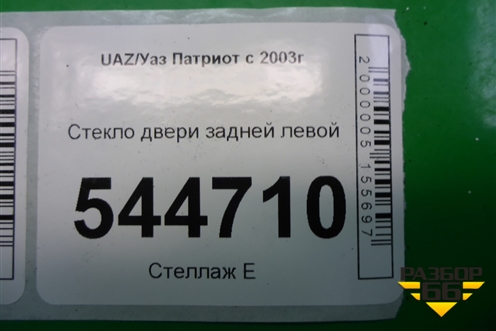 UAZ/Уаз Патриот с 2003г
Стекло двери задней левой
544710
Стеллаж Е
2000005155697
РАЗБОР
66